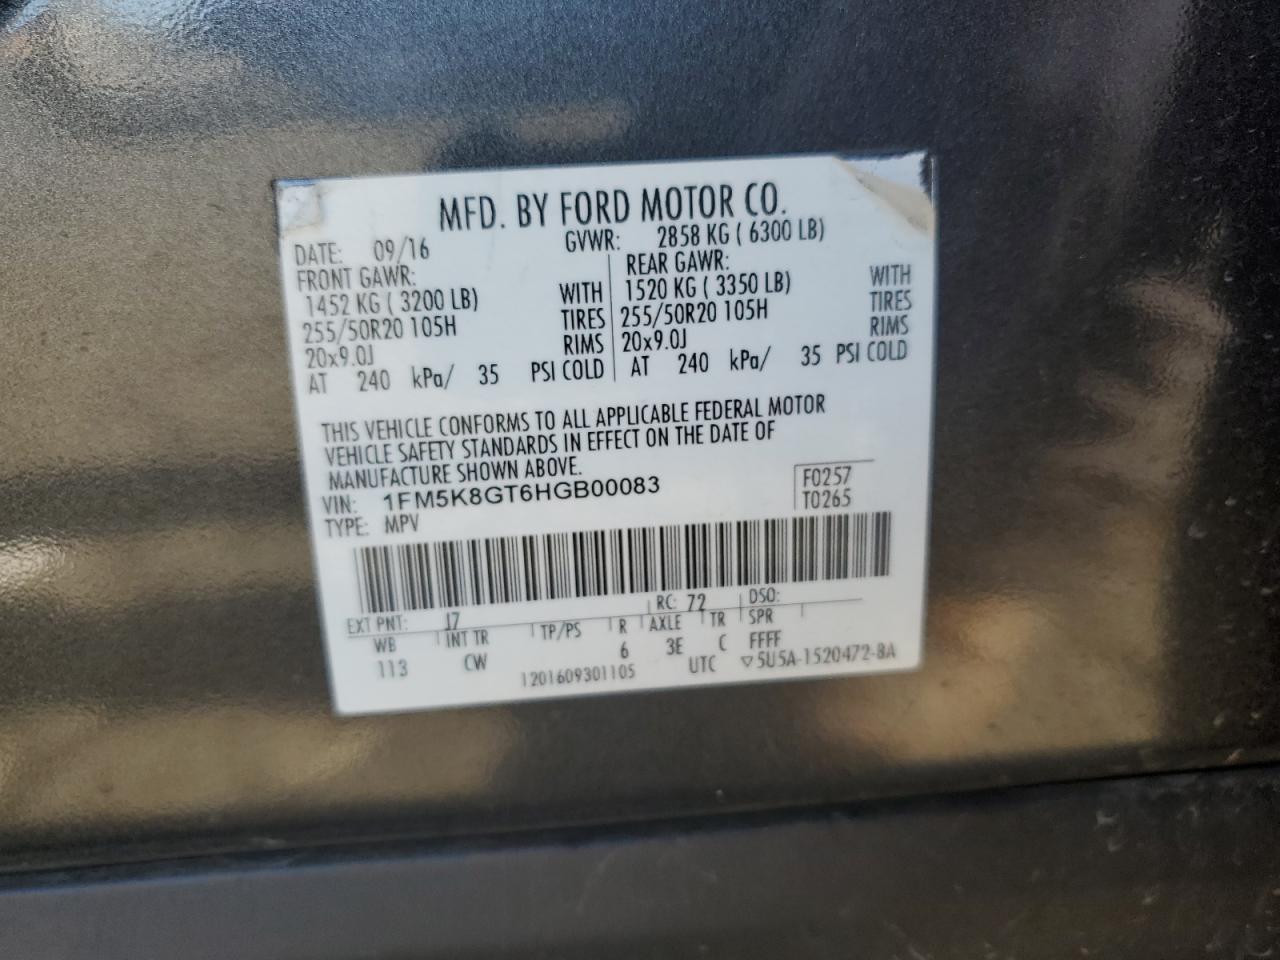 MFD. BY FORD MOTOR CO.
DATE: 09/16 GVWR: 2858 KG ( 6300 LB)
FRONT GAWR: REAR GAWR:
1452 KG ( 3200 LB) WITH 1520 KG ( 3350 LB) WITH
255/50R20 105H TIRES 255/50R20 105H TIRES
20x9.0J RIMS 20x9.0J RIMS
AT 240 kPa/ 35 PSI COLD AT 240 kPa/ 35 PSI COLD
THIS VEHICLE CONFORMS TO ALL APPLICABLE FEDERAL MOTOR
VEHICLE SAFETY STANDARDS IN EFFECT ON THE DATE OF
MANUFACTURE SHOWN ABOVE.
VIN: 1FM5K8GT6HGB00083 F0257
TYPE: MPV T0265
EXT PNT: J7 RC: 72 DSO:
WB INT TR TP/PS R AXLE TR SPR
113 CW 6 3E C FFFF
1201609301105 UTC ▽5U5A-1520472-BA